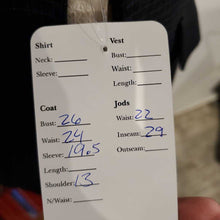 Shirt
Neck:
Sleeve:
Vest
Bust:
Waist:
Length:
Coat
Bust: 26
Waist: 24
Sleeve: 19.5
Length:
Shoulder: 13
N/Waist:
Jods
Waist: 22
Inseam: 29
Outseam: